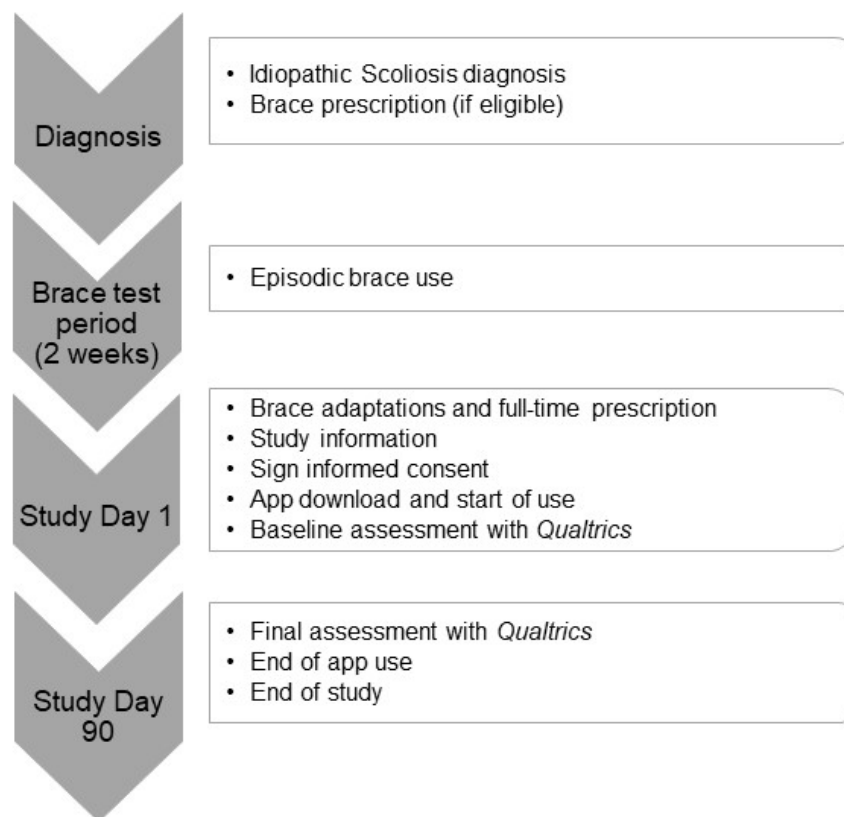 Diagnosis
• Idiopathic Scoliosis diagnosis
• Brace prescription (if eligible)
Brace test
period
(2 weeks)
• Episodic brace use
Study Day 1
• Brace adaptations and full-time prescription
• Study information
• Sign informed consent
• App download and start of use
• Baseline assessment with Qualtrics
Study Day
90
• Final assessment with Qualtrics
• End of app use
• End of study